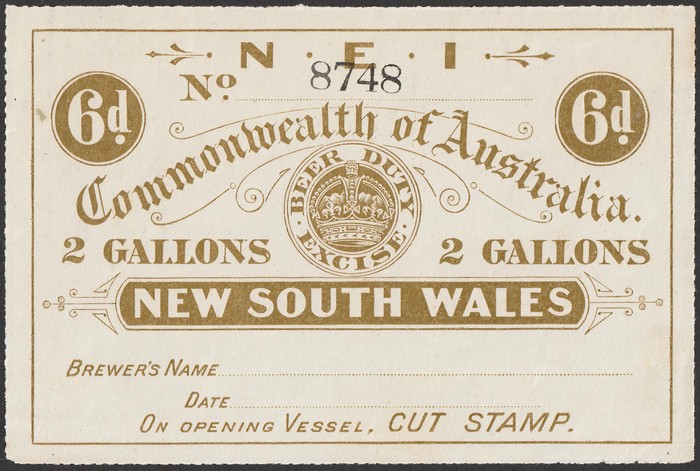 · N · E · I ·
No. 8748
6d. 6d.
Commonwealth of Australia.
· BEER DUTY · EXCISE
2 GALLONS 2 GALLONS
NEW SOUTH WALES
BREWER'S NAME
DATE
ON OPENING VESSEL, CUT STAMP.